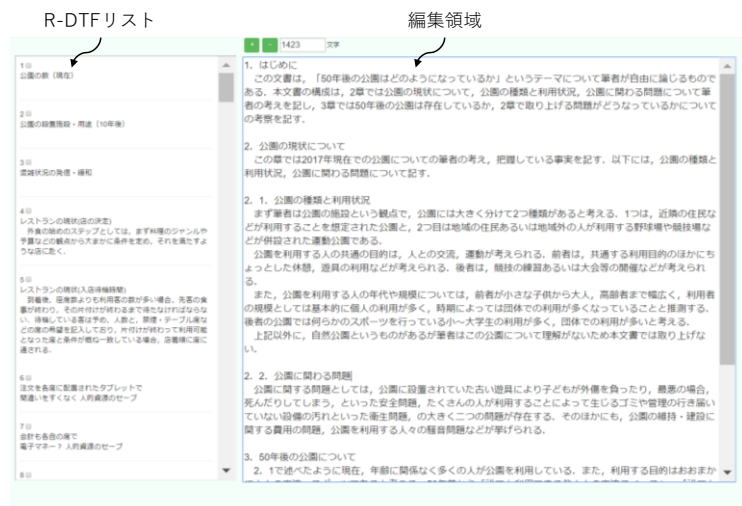 R-DTFリスト
編集領域
+ - 1423 文字
1
公園の数（現在）
2
公園の設置施設・用途（10年後）
3
混雑状況の発信・緩和
4
レストランの現状(店の決定)
外食の始めのステップとしては，まず料理のジャンルや
予算などの観点から大まかに条件を定め，それを満たすよ
うな店に赴く．
5
レストランの現状(入店待機時間)
到着後，座席数よりも利用客の数が多い場合，先客の食
事が終わり，その片付けが終わるまで待たなければならな
い．待機している客は予め，人数と，禁煙・テーブル席な
どの席の希望を記入しており，片付けが終わって利用可能
となった席と条件が概ね一致している場合，店着順に席に
通される．
6
注文を各席に配置されたタブレットで
間違いをすくなく 人的資源のセーブ
7
会計も各自の席で
電子マネー？ 人的資源のセーブ
8
1．はじめに
この文書は，「50年後の公園はどのようになっているか」というテーマについて筆者が自由に論じるもので
ある．本文書の構成は，2章では公園の現状について，公園の種類と利用状況，公園に関わる問題について筆
者の考えを記し，3章では50年後の公園は存在しているか，2章で取り上げる問題がどうなっているかについて
の考察を記す．
2．公園の現状について
この章では2017年現在での公園についての筆者の考え，把握している事実を記す．以下には，公園の種類と
利用状況，公園に関わる問題について記す．
2．1．公園の種類と利用状況
まず筆者は公園の施設という観点で，公園には大きく分けて2つ種類があると考える．1つは，近隣の住民な
どが利用することを想定された公園と，2つ目は地域の住民あるいは地域外の人が利用する野球場や競技場な
どが併設された運動公園である．
公園を利用する人の共通の目的は，人との交流，運動が考えられる．前者は，共通する利用目的のほかにち
ょっとした休憩，遊具の利用などが考えられる．後者は，競技の練習あるいは大会等の開催などが考えられ
る．
また，公園を利用する人の年代や規模については，前者が小さな子供から大人，高齢者まで幅広く，利用者
の規模としては基本的に個人の利用が多く，時期によっては団体での利用が多くなっていることと推測する．
後者の公園では何らかのスポーツを行っている小～大学生の利用が多く，団体での利用が多いと考える．
上記以外に，自然公園というものがあるが筆者はこの公園について理解がないため本文書では取り上げな
い．
2．2．公園に関わる問題
公園に関する問題としては，公園に設置されていた古い遊具により子どもが外傷を負ったり，最悪の場合，
死んだりしてしまう，といった安全問題，たくさんの人が利用することによって生じるゴミや管理の行き届い
ていない設備の汚れといった衛生問題，の大きく二つの問題が存在する．そのほかにも，公園の維持・建設に
関する費用の問題，公園を利用する人々の騒音問題などが挙げられる．
3．50年後の公園について
2．1で述べたように現在，年齢に関係なく多くの人が公園を利用している．また，利用する目的はおおまか